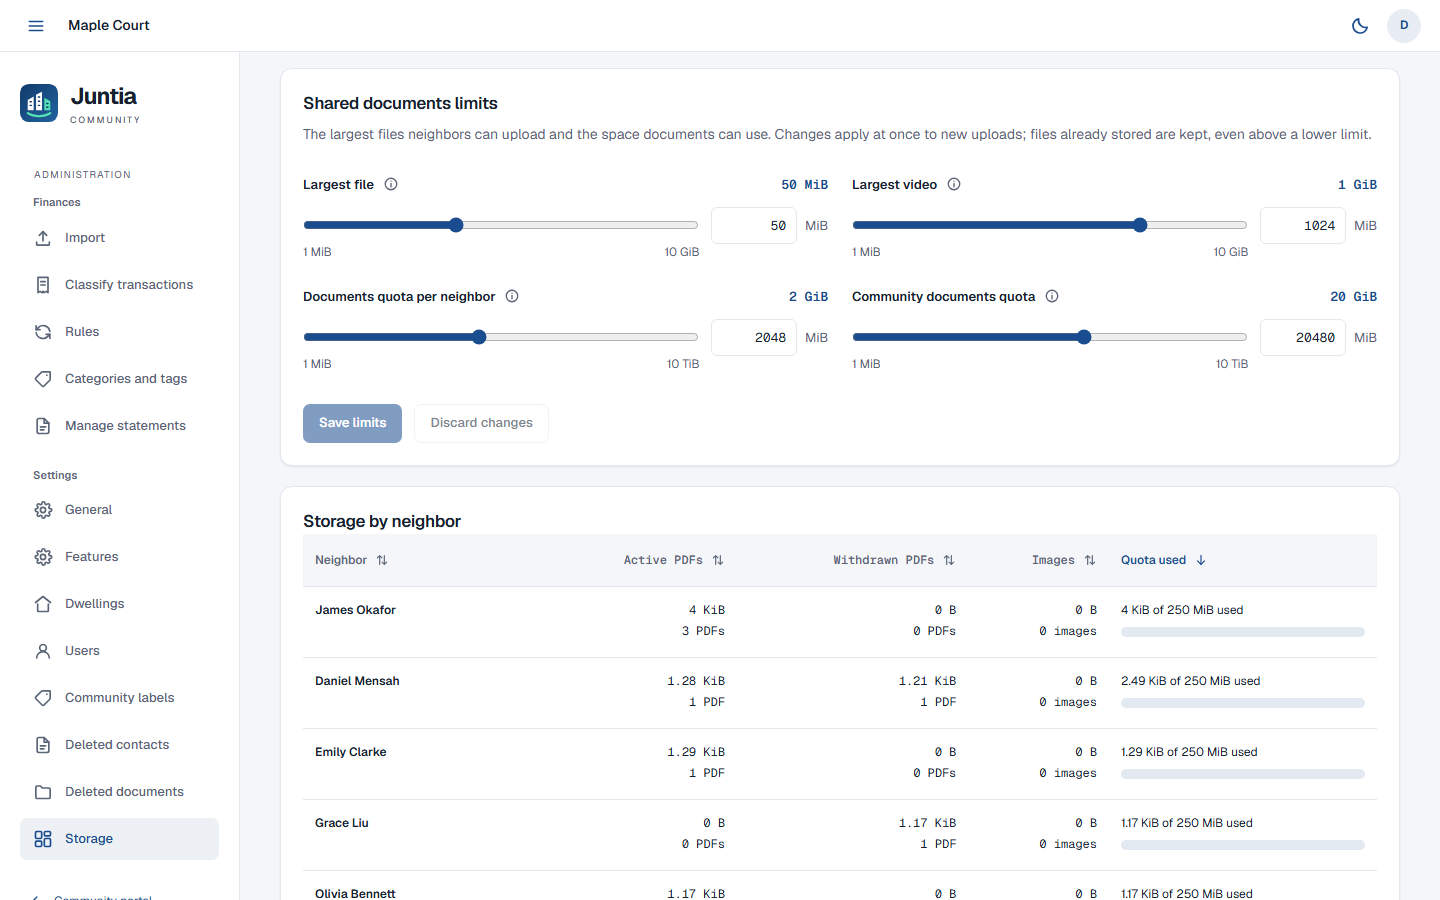 Maple Court
D
Juntia
COMMUNITY
ADMINISTRATION
Finances
Import
Classify transactions
Rules
Categories and tags
Manage statements
Settings
General
Features
Dwellings
Users
Community labels
Deleted contacts
Deleted documents
Storage
Community portal
Shared documents limits
The largest files neighbors can upload and the space documents can use. Changes apply at once to new uploads; files already stored are kept, even above a lower limit.
Largest file 50 MiB
50 MiB
1 MiB 10 GiB
Largest video 1 GiB
1024 MiB
1 MiB 10 GiB
Documents quota per neighbor 2 GiB
2048 MiB
1 MiB 10 TiB
Community documents quota 20 GiB
20480 MiB
1 MiB 10 TiB
Save limits Discard changes
Storage by neighbor
Neighbor Active PDFs Withdrawn PDFs Images Quota used
James Okafor 4 KiB 0 B 0 B 4 KiB of 250 MiB used
3 PDFs 0 PDFs 0 images
Daniel Mensah 1.28 KiB 1.21 KiB 0 B 2.49 KiB of 250 MiB used
1 PDF 1 PDF 0 images
Emily Clarke 1.29 KiB 0 B 0 B 1.29 KiB of 250 MiB used
1 PDF 0 PDFs 0 images
Grace Liu 0 B 1.17 KiB 0 B 1.17 KiB of 250 MiB used
0 PDFs 1 PDF 0 images
Olivia Bennett 1.17 KiB 0 B 0 B 1.17 KiB of 250 MiB used